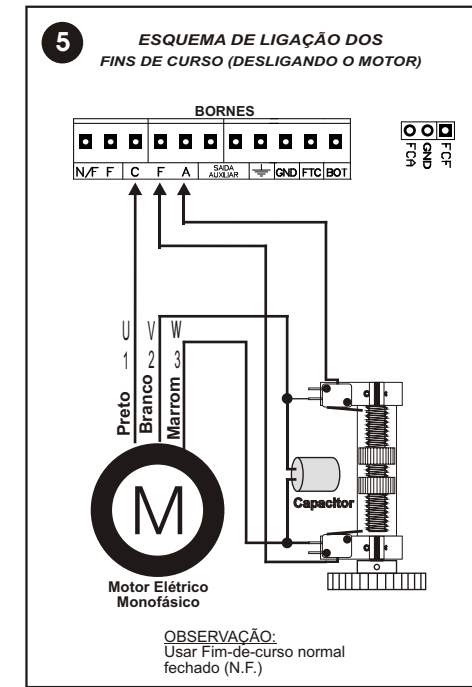 5
ESQUEMA DE LIGAÇÃO DOS
FINS DE CURSO (DESLIGANDO O MOTOR)
BORNES
N/F F C F A SAÍDA AUXILIAR GND FTC BOT
FCA GND FCF
U V W
1 2 3
Preto
Branco
Marrom
M
Capacitor
Motor Elétrico
Monofásico
OBSERVAÇÃO:
Usar Fim-de-curso normal
fechado (N.F.)